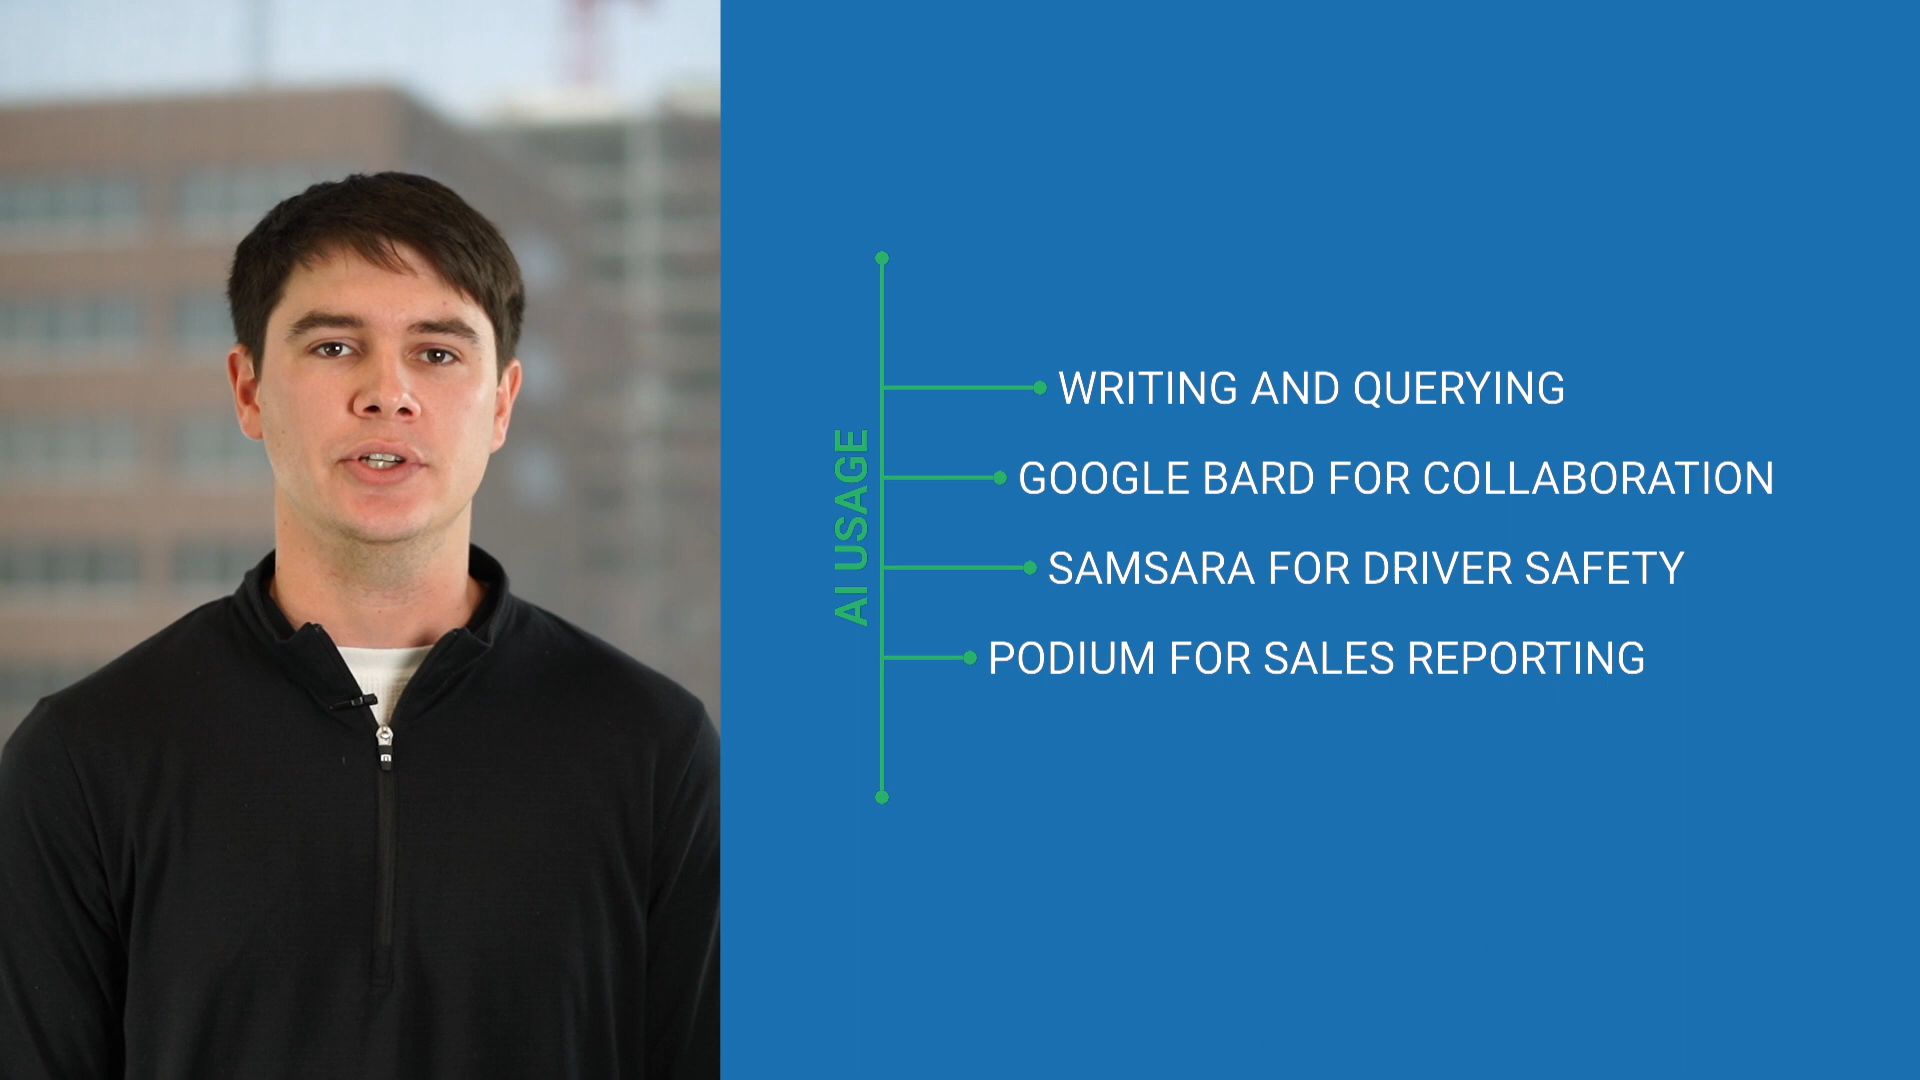 AI USAGE
WRITING AND QUERYING
GOOGLE BARD FOR COLLABORATION
SAMSARA FOR DRIVER SAFETY
PODIUM FOR SALES REPORTING